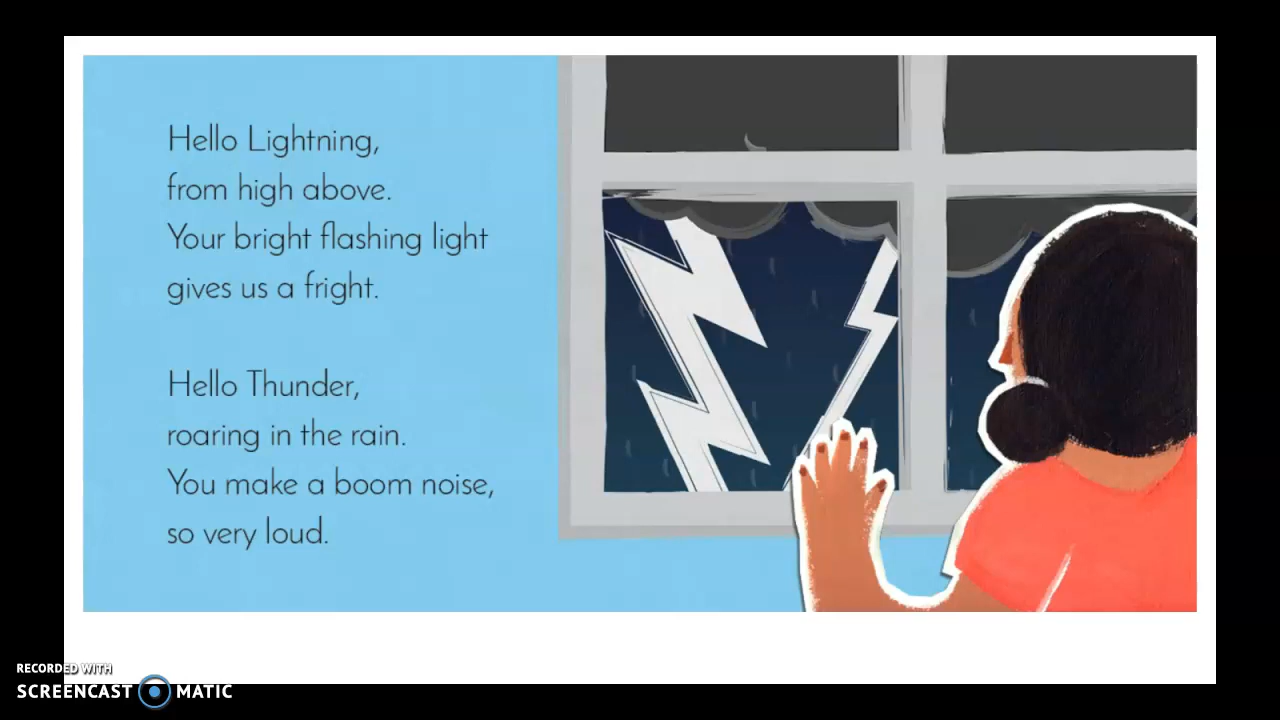 Hello Lightning,
from high above.
Your bright flashing light
gives us a fright.
Hello Thunder,
roaring in the rain.
You make a boom noise,
so very loud.
RECORDED WITH
SCREENCAST MATIC